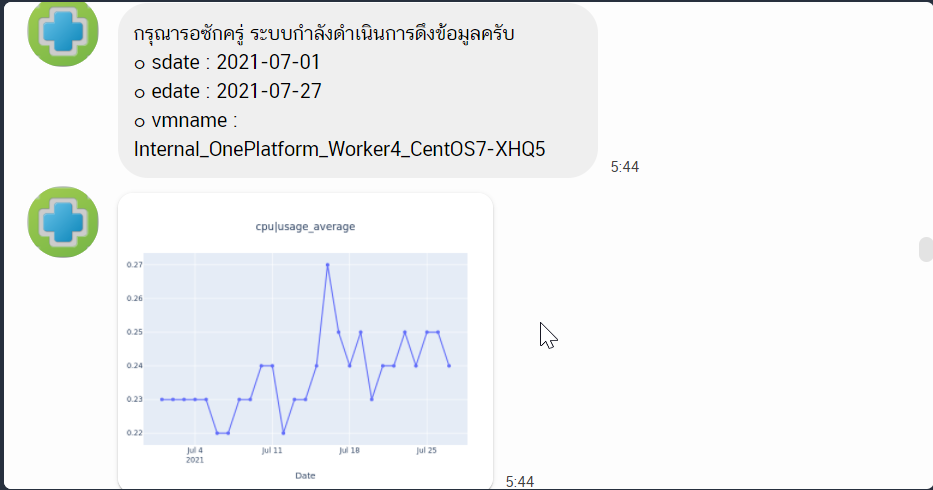 กรุณารอซักครู่ ระบบกำลังดำเนินการดึงข้อมูลครับ
o sdate : 2021-07-01
o edate : 2021-07-27
o vmname :
Internal_OnePlatform_Worker4_CentOS7-XHQ5
5:44
cpu|usage_average
0.27
0.26
0.25
0.24
0.23
0.22
Jul 4 Jul 11 Jul 18 Jul 25
2021
Date
5:44